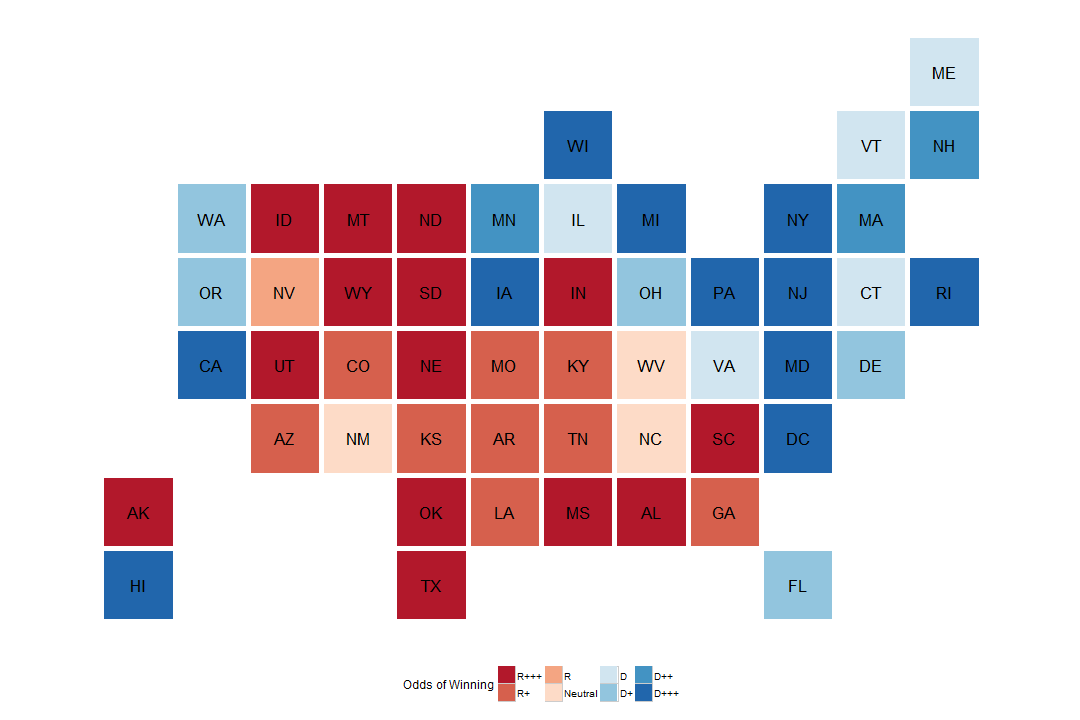 ME
WI VT NH
WA ID MT ND MN IL MI NY MA
OR NV WY SD IA IN OH PA NJ CT RI
CA UT CO NE MO KY WV VA MD DE
AZ NM KS AR TN NC SC DC
AK OK LA MS AL GA
HI TX FL
Odds of Winning R+++ R D D++
R+ Neutral D+ D+++